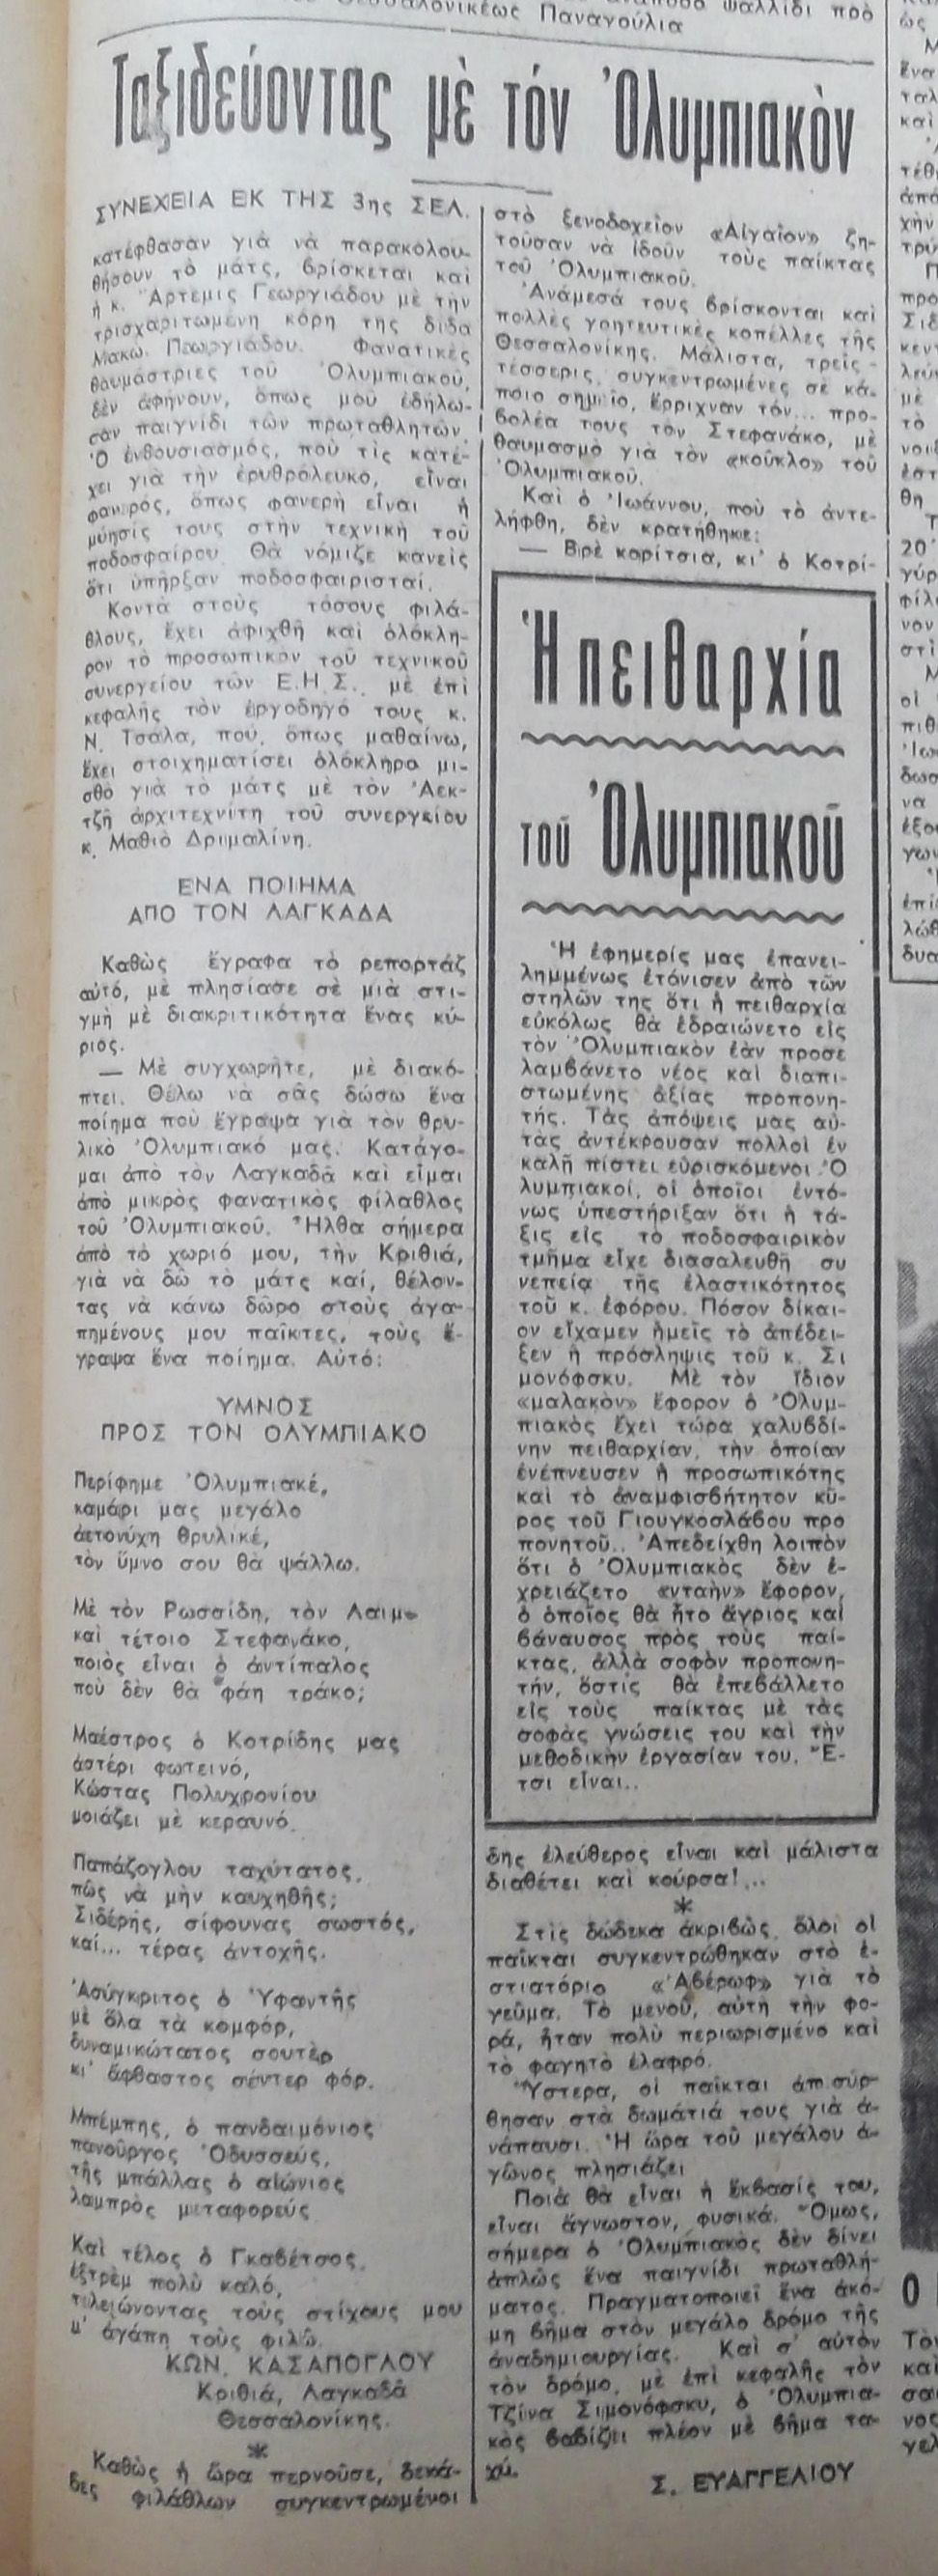 Θεσσαλονικέως Παναγούλια
Ταξιδεύοντας μὲ τόν Ὀλυμπιακὸν
ΣΥΝΕΧΕΙΑ ΕΚ ΤΗΣ 3ης ΣΕΛ.
κατέφθασαν γιὰ νὰ παρακολου-
θήσουν τὸ μάτς, βρίσκεται καὶ
ἡ κ. Ἄρτεμις Γεωργιάδου μὲ τὴν
τρισχαριτωμένη κόρη της δίδα
Μακω. Γεωργιάδου. Φανατικὲς
θαυμάστριες τοῦ Ὀλυμπιακοῦ,
δὲν ἀφήνουν, ὅπως μοῦ ἐδήλω-
σαν παιγνίδι τῶν πρωταθλητῶν.
Ὁ ἐνθουσιασμός, ποὺ τὶς κατέ-
χει γιὰ τὴν ἐρυθρόλευκο, εἶναι
φανερός, ὅπως φανερὴ εἶναι ἡ
μύησίς τους στὴν τεχνικὴ τοῦ
ποδοσφαίρου. Θὰ νόμιζε κανεὶς
ὅτι ὑπῆρξαν ποδοσφαιρισταί.
Κοντὰ στοὺς τόσους φιλά-
θλους, ἔχει ἀφιχθῆ καὶ ὁλόκλη-
ρον τὸ προσωπικὸν τοῦ τεχνικοῦ
συνεργείου τῶν Ε.Η.Σ. μὲ ἐπὶ
κεφαλῆς τὸν ἐργοδηγό τους κ.
Ν. Τσάλα, πού, ὅπως μαθαίνω,
ἔχει στοιχηματίσει ὁλόκληρο μι-
σθὸ γιὰ τὸ μάτς μὲ τὸν Ἀεκ-
τζῆ ἀρχιτεχνίτη τοῦ συνεργείου
κ. Μαθιὸ Δριμαλίνη.
ΕΝΑ ΠΟΙΗΜΑ
ΑΠΟ ΤΟΝ ΛΑΓΚΑΔΑ
Καθὼς ἔγραφα τὸ ρεπορτάζ
αὐτό, μὲ πλησίασε σὲ μιὰ στι-
γμὴ μὲ διακριτικότητα ἕνας κύ-
ριος.
— Μὲ συγχωρῆτε, μὲ διακό-
πτει. Θέλω νὰ σᾶς δώσω ἕνα
ποίημα ποὺ ἔγραψα γιὰ τὸν θρυ-
λικὸ Ὀλυμπιακό μας. Κατάγο-
μαι ἀπὸ τὸν Λαγκαδᾶ καὶ εἶμαι
ἀπὸ μικρὸς φανατικὸς φίλαθλος
τοῦ Ὀλυμπιακοῦ. Ἦλθα σήμερα
ἀπὸ τὸ χωριό μου, τὴν Κριθιά,
γιὰ νὰ δῶ τὸ μάτς καί, θέλον-
τας νὰ κάνω δῶρο στοὺς ἀγα-
πημένους μου παῖκτες, τοὺς ἔ-
γραψα ἕνα ποίημα. Αὐτό:
ΥΜΝΟΣ
ΠΡΟΣ ΤΟΝ ΟΛΥΜΠΙΑΚΟ
Περίφημε Ὀλυμπιακέ,
καμάρι μας μεγάλο
ἀετονύχη θρυλικέ,
τὸν ὕμνο σου θὰ ψάλλω.
Μὲ τὸν Ρωσσίδη, τὸν Λαιμ-
καὶ τέτοιο Στεφανάκο,
ποιὸς εἶναι ὁ ἀντίπαλος
ποὺ δὲν θὰ φάη τράκο;
Μαέστρος ὁ Κοτρίδης μας
ἀστέρι φωτεινό,
Κώστας Πολυχρονίου
μοιάζει μὲ κεραυνό.
Παπάζογλου ταχύτατος,
πῶς νὰ μὴν καυχηθῆς;
Σιδέρης, σίφουνας σωστός,
καί... τέρας ἀντοχῆς.
Ἀσύγκριτος ὁ Ὑφαντῆς
μὲ ὅλα τὰ κομφόρ,
δυναμικώτατος σουτὲρ
κι' ἄφθαστος σέντερ φόρ.
Μπέμπης, ὁ πανδαιμόνιος
πανοῦργος Ὀδυσσεύς,
τῆς μπάλλας ὁ αἰώνιος
λαμπρὸς μεταφορεύς
Καὶ τέλος ὁ Γκαβέτσος,
ἐξτρὲμ πολὺ καλό,
τελειώνοντας τοὺς στίχους μου
μ' ἀγάπη τοὺς φιλῶ.
ΚΩΝ. ΚΑΣΑΠΟΓΛΟΥ
Κριθιά, Λαγκαδᾶ
Θεσσαλονίκης.
*
Καθὼς ἡ ὥρα περνοῦσε, δεκά-
δες φιλάθλων συγκεντρωμένοι
στὸ ξενοδοχεῖον «Αἰγαῖον» ζη-
τοῦσαν νὰ ἰδοῦν τοὺς παίκτας
τοῦ Ὀλυμπιακοῦ.
Ἀνάμεσά τους βρίσκονται καὶ
πολλὲς γοητευτικὲς κοπέλλες τῆς
Θεσσαλονίκης. Μάλιστα, τρεῖς -
τέσσερις, συγκεντρωμένες σὲ κά-
ποιο σημεῖο, ἔρριχναν τόν... προ-
βολέα τους τὸν Στεφανάκο, μὲ
θαυμασμὸ γιὰ τὸν «κοῦκλο» τοῦ
Ὀλυμπιακοῦ.
Καὶ ὁ Ἰωάννου, ποὺ τὸ ἀντε-
λήφθη, δὲν κρατήθηκε:
— Βρὲ κορίτσια, κι' ὁ Κοτρί-
Ἡ πειθαρχία
τοῦ Ὀλυμπιακοῦ
Ἡ ἐφημερίς μας ἐπανει-
λημμένως ἐτόνισεν ἀπὸ τῶν
στηλῶν της ὅτι ἡ πειθαρχία
εὐκόλως θὰ ἑδραιώνετο εἰς
τὸν Ὀλυμπιακὸν ἐὰν προσε
λαμβάνετο νέος καὶ διαπι-
στωμένης ἀξίας προπονη-
τής. Τὰς ἀπόψεις μας αὐ-
τὰς ἀντέκρουσαν πολλοὶ ἐν
καλῇ πίστει εὑρισκόμενοι Ὀ
λυμπιακοί, οἱ ὁποῖοι ἐντό-
νως ὑπεστήριξαν ὅτι ἡ τά-
ξις εἰς τὸ ποδοσφαιρικὸν
τμῆμα εἶχε διασαλευθῆ συ
νεπείᾳ τῆς ἐλαστικότητος
τοῦ κ. ἐφόρου. Πόσον δίκαι-
ον εἴχαμεν ἡμεῖς τὸ ἀπέδει-
ξεν ἡ πρόσληψις τοῦ κ. Σι
μονόφσκυ. Μὲ τὸν ἴδιον
«μαλακὸν» ἔφορον ὁ Ὀλυμ-
πιακὸς ἔχει τώρα χαλυβδί-
νην πειθαρχίαν, τὴν ὁποίαν
ἐνέπνευσεν ἡ προσωπικότης
καὶ τὸ ἀναμφισβήτητον κῦ-
ρος τοῦ Γιουγκοσλάβου προ
πονητοῦ.. Ἀπεδείχθη λοιπὸν
ὅτι ὁ Ὀλυμπιακὸς δὲν ἐ-
χρειάζετο «νταὴν» ἔφορον,
ὁ ὁποῖος θὰ ἦτο ἄγριος καὶ
βάναυσος πρὸς τοὺς παί-
κτας, ἀλλὰ σοφὸν προπονη-
τήν, ὅστις θὰ ἐπεβάλλετο
εἰς τοὺς παίκτας μὲ τὰς
σοφὰς γνώσεις του καὶ τὴν
μεθοδικὴν ἐργασίαν του. Ἔ-
τσι εἶναι..
δης ἐλεύθερος εἶναι καὶ μάλιστα
διαθέτει καὶ κούρσα!...
*
Στὶς δώδεκα ἀκριβῶς, ὅλοι οἱ
παῖκται συγκεντρώθηκαν στὸ ἑ-
στιατόριο «Ἀβέρωφ» γιὰ τὸ
γεῦμα. Τὸ μενοῦ, αὐτὴ τὴν φο-
ρά, ἦταν πολὺ περιωρισμένο καὶ
τὸ φαγητὸ ἐλαφρό.
Ὕστερα, οἱ παῖκται ἀπεσύρ-
θησαν στὰ δωμάτιά τους γιὰ ἀ-
νάπαυσι. Ἡ ὥρα τοῦ μεγάλου ἀ-
γῶνος πλησιάζει
Ποιὰ θὰ εἶναι ἡ ἔκβασίς του,
εἶναι ἄγνωστον, φυσικά. Ὅμως,
σήμερα ὁ Ὀλυμπιακὸς δὲν δίνει
ἁπλῶς ἕνα παιγνίδι πρωταθλή-
ματος. Πραγματοποιεῖ ἕνα ἀκό-
μη βῆμα στὸν μεγάλο δρόμο τῆς
ἀναδημιουργίας. Καὶ σ' αὐτὸν
τὸν δρόμο, μὲ ἐπὶ κεφαλῆς τὸν
Τζίνα Σιμονόφσκυ, ὁ Ὀλυμπια-
κὸς βαδίζει πλέον μὲ βῆμα τα-
χύ.
Σ. ΕΥΑΓΓΕΛΙΟΥ